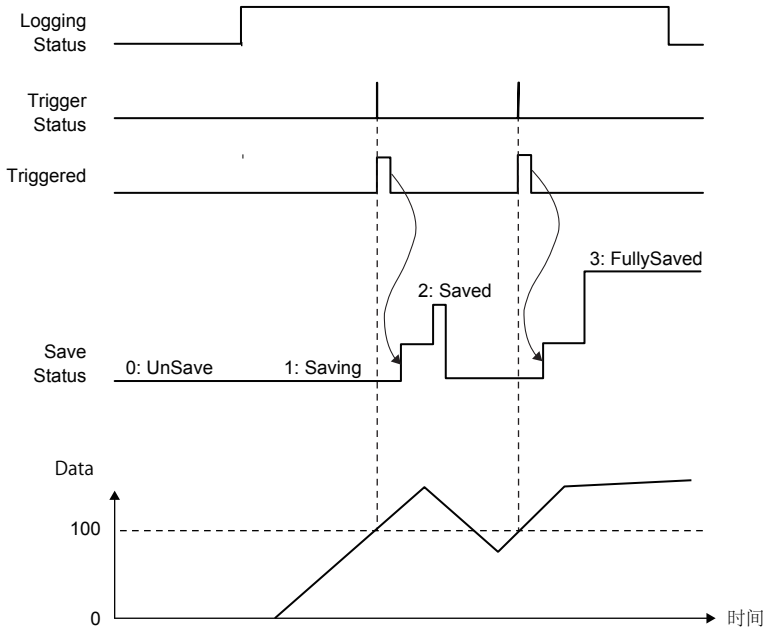 Logging
Status
Trigger
Status
Triggered
3: FullySaved
2: Saved
Save
Status
0: UnSave
1: Saving
Data
100
0
时间